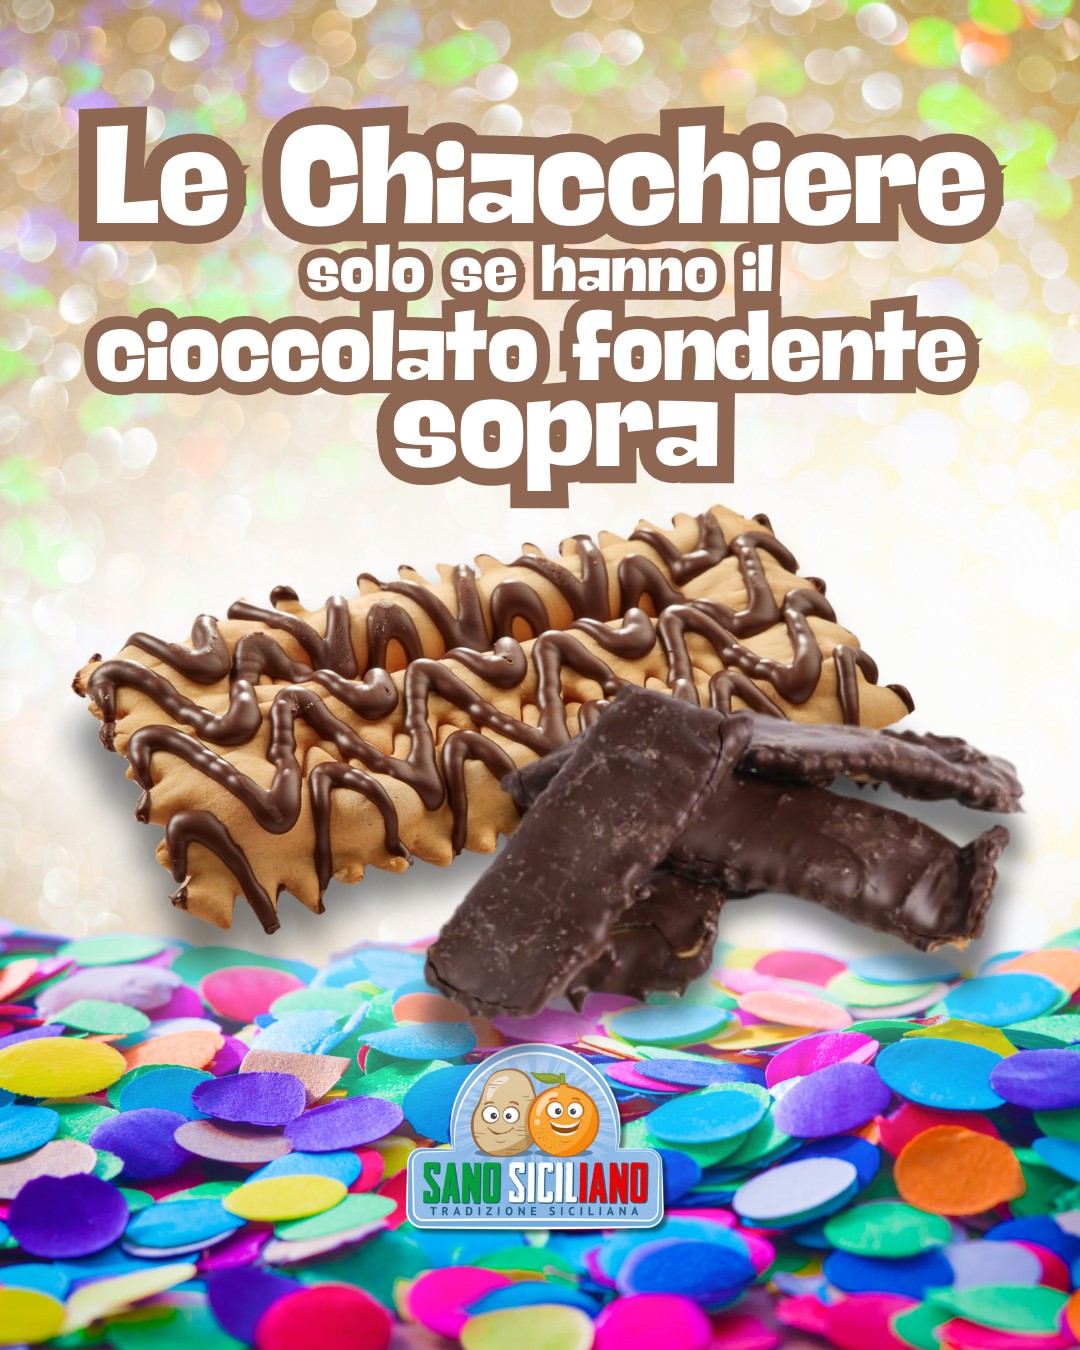 Le Chiacchiere
solo se hanno il
cioccolato fondente
sopra
SANO SICILIANO
TRADIZIONE SICILIANA